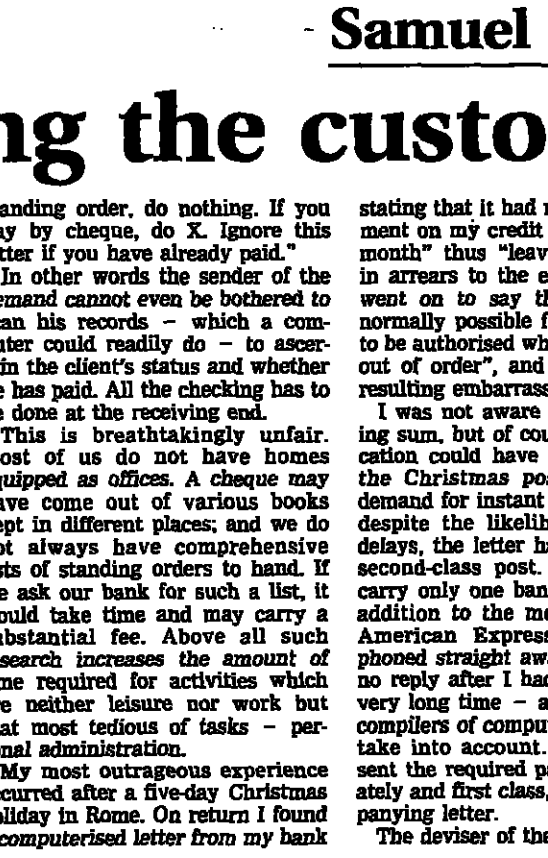 Samuel
ng the custo
anding order, do nothing. If you
ay by cheque, do X. Ignore this
tter if you have already paid."
In other words the sender of the
emand cannot even be bothered to
can his records – which a com-
uter could readily do – to ascer-
in the client's status and whether
e has paid. All the checking has to
e done at the receiving end.
This is breathtakingly unfair.
ost of us do not have homes
quipped as offices. A cheque may
ave come out of various books
ept in different places; and we do
ot always have comprehensive
sts of standing orders to hand. If
e ask our bank for such a list, it
ould take time and may carry a
ubstantial fee. Above all such
search increases the amount of
me required for activities which
re neither leisure nor work but
at most tedious of tasks – per-
onal administration.
My most outrageous experience
ccurred after a five-day Christmas
oliday in Rome. On return I found
computerised letter from my bank
stating that it had
ment on my credit
month" thus "leav
in arrears to the e
went on to say th
normally possible f
to be authorised wh
out of order", and
resulting embarrass
I was not aware
ing sum, but of cou
cation could have
the Christmas pos
demand for instant
despite the likelih
delays, the letter ha
second-class post.
carry only one ban
addition to the me
American Express
phoned straight aw
no reply after I had
very long time – a
compilers of compu
take into account.
sent the required p
ately and first class,
panying letter.
The deviser of the